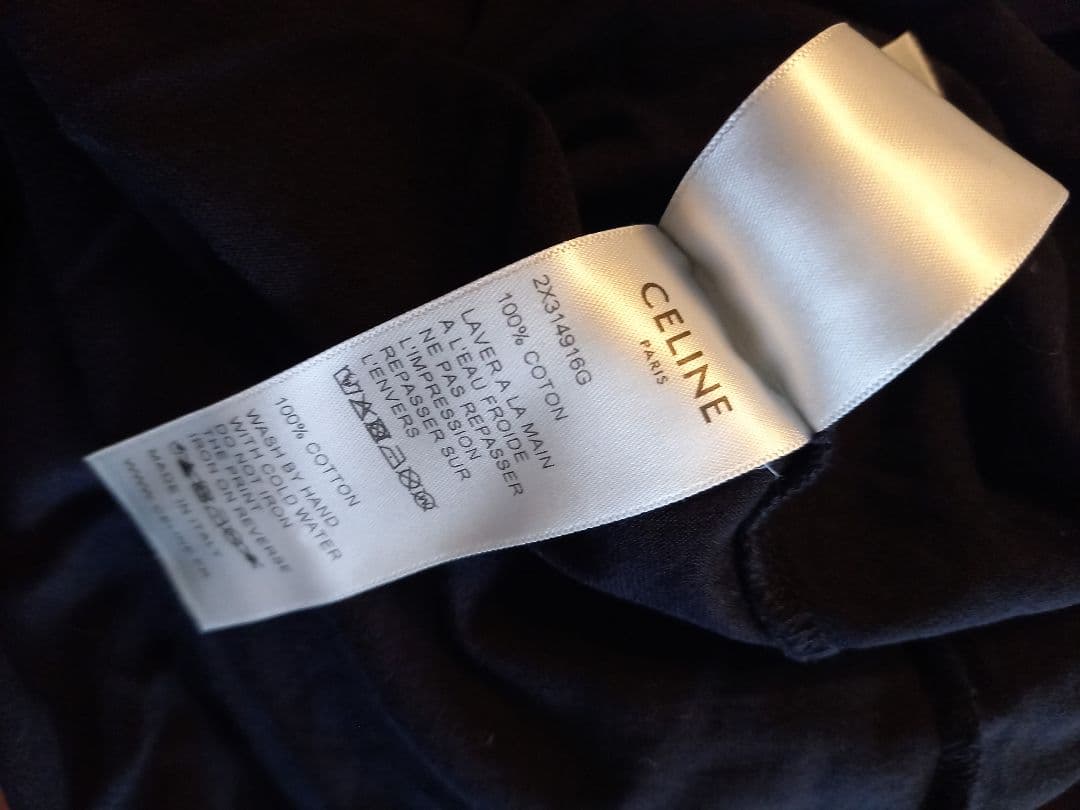 CELINE
PARIS
2X314916G
100% COTON
LAVER A LA MAIN
A L'EAU FROIDE
NE PAS REPASSER
L'IMPRESSION
REPASSER SUR
L'ENVERS
100% COTTON
WASH BY HAND
WITH COLD WATER
DO NOT IRON
THE PRINT
IRON ON REVERSE
MADE IN ITALY